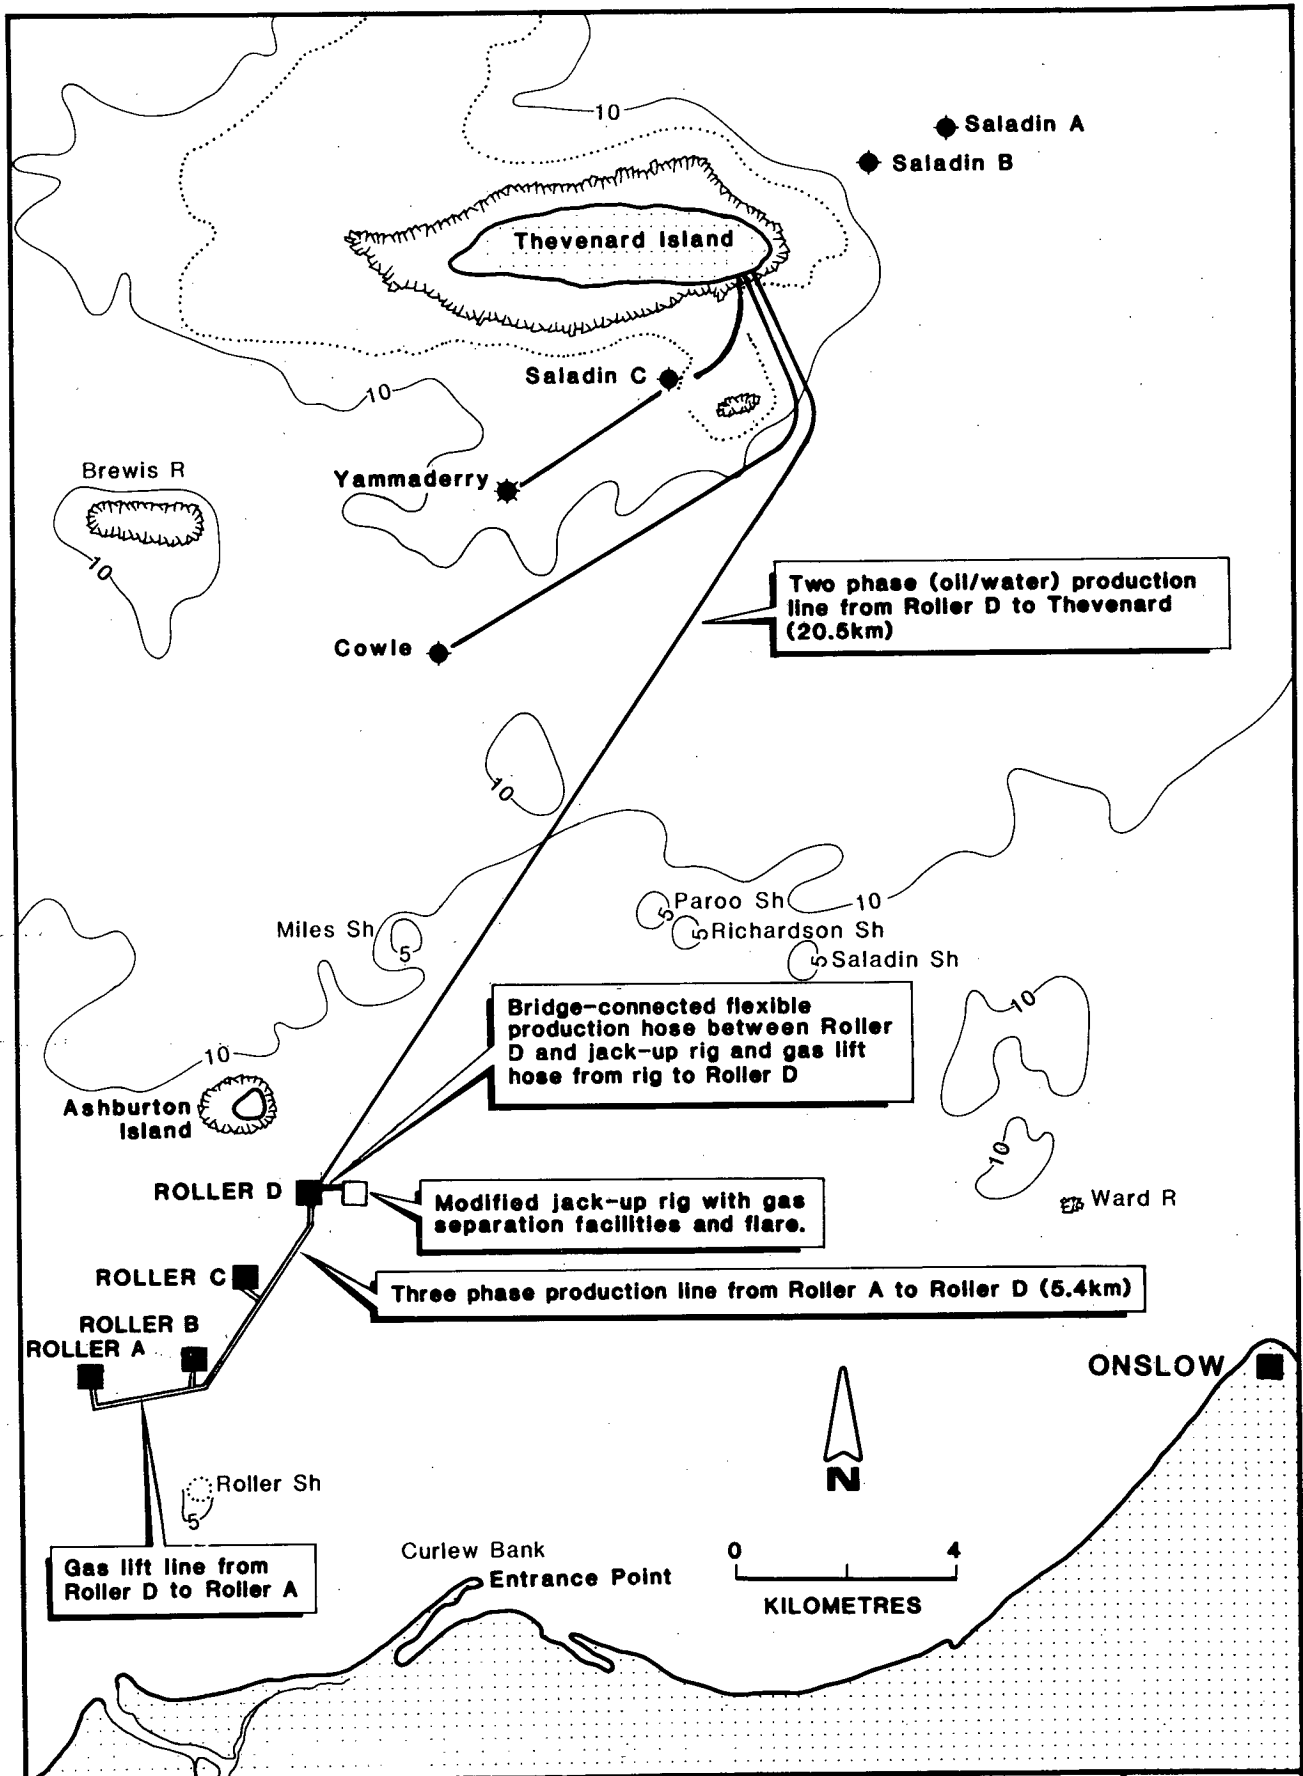 10
Saladin A
Saladin B
Thevenard Island
Saladin C
10
Brewis R
Yammaderry
10
Two phase (oil/water) production
line from Roller D to Thevenard
(20.5km)
Cowle
10
Paroo Sh
10
5
Miles Sh
5
5
Richardson Sh
5
Saladin Sh
Bridge-connected flexible
production hose between Roller
D and jack-up rig and gas lift
hose from rig to Roller D
10
10
Ashburton
Island
10
ROLLER D
Modified jack-up rig with gas
separation facilities and flare.
Ward R
ROLLER C
Three phase production line from Roller A to Roller D (5.4km)
ROLLER B
ROLLER A
ONSLOW
N
Roller Sh
5
Gas lift line from
Roller D to Roller A
Curlew Bank
Entrance Point
0 4
KILOMETRES